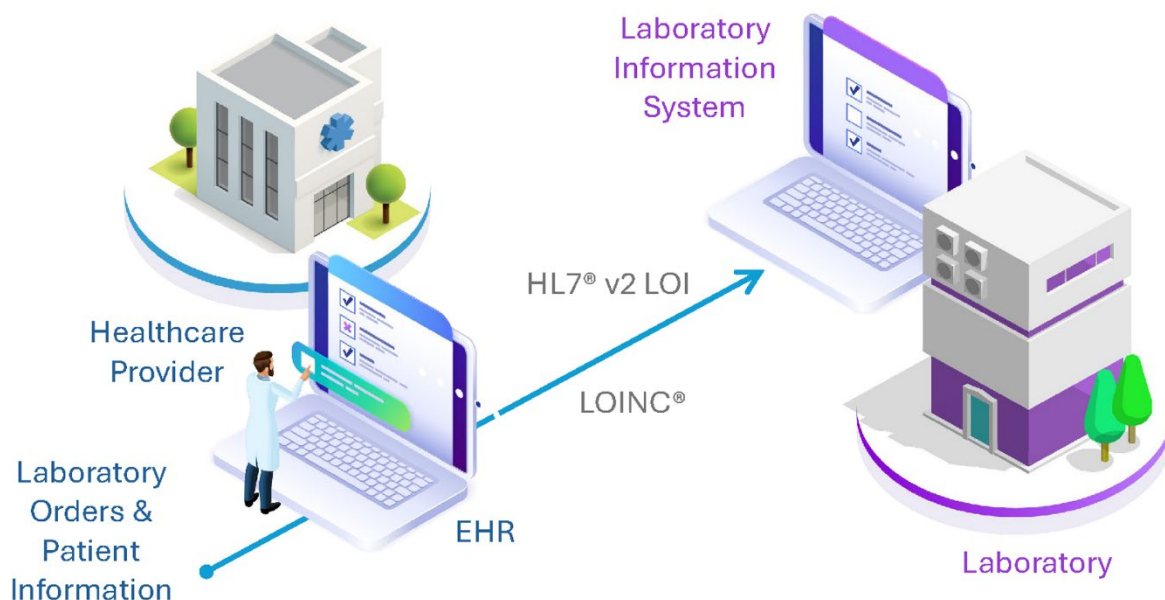 Laboratory
Information
System
HL7® v2 LOI
Healthcare
Provider
LOINC®
Laboratory
Orders &
Patient
Information
EHR
Laboratory